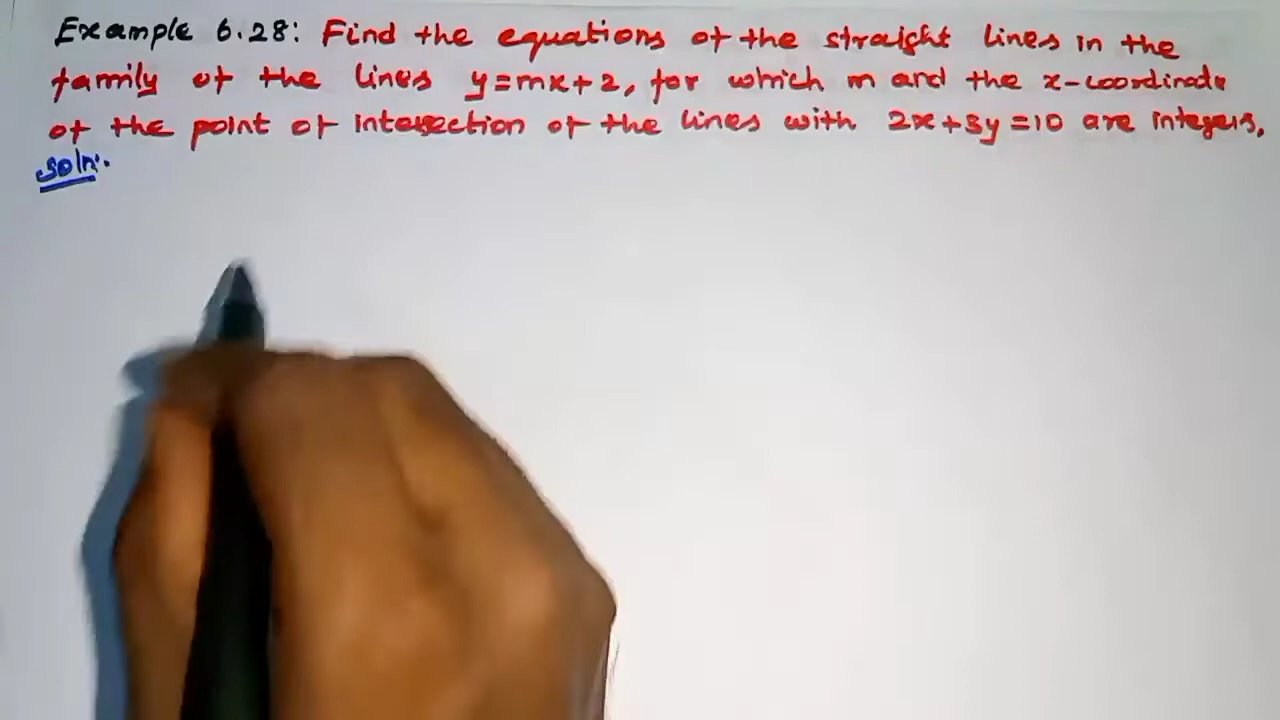 Example 6.28: Find the equations of the straight lines in the
family of the lines y=mx+2, for which m and the x-coordinate
of the point of intersection of the lines with 2x+3y=10 are integers,
Soln: